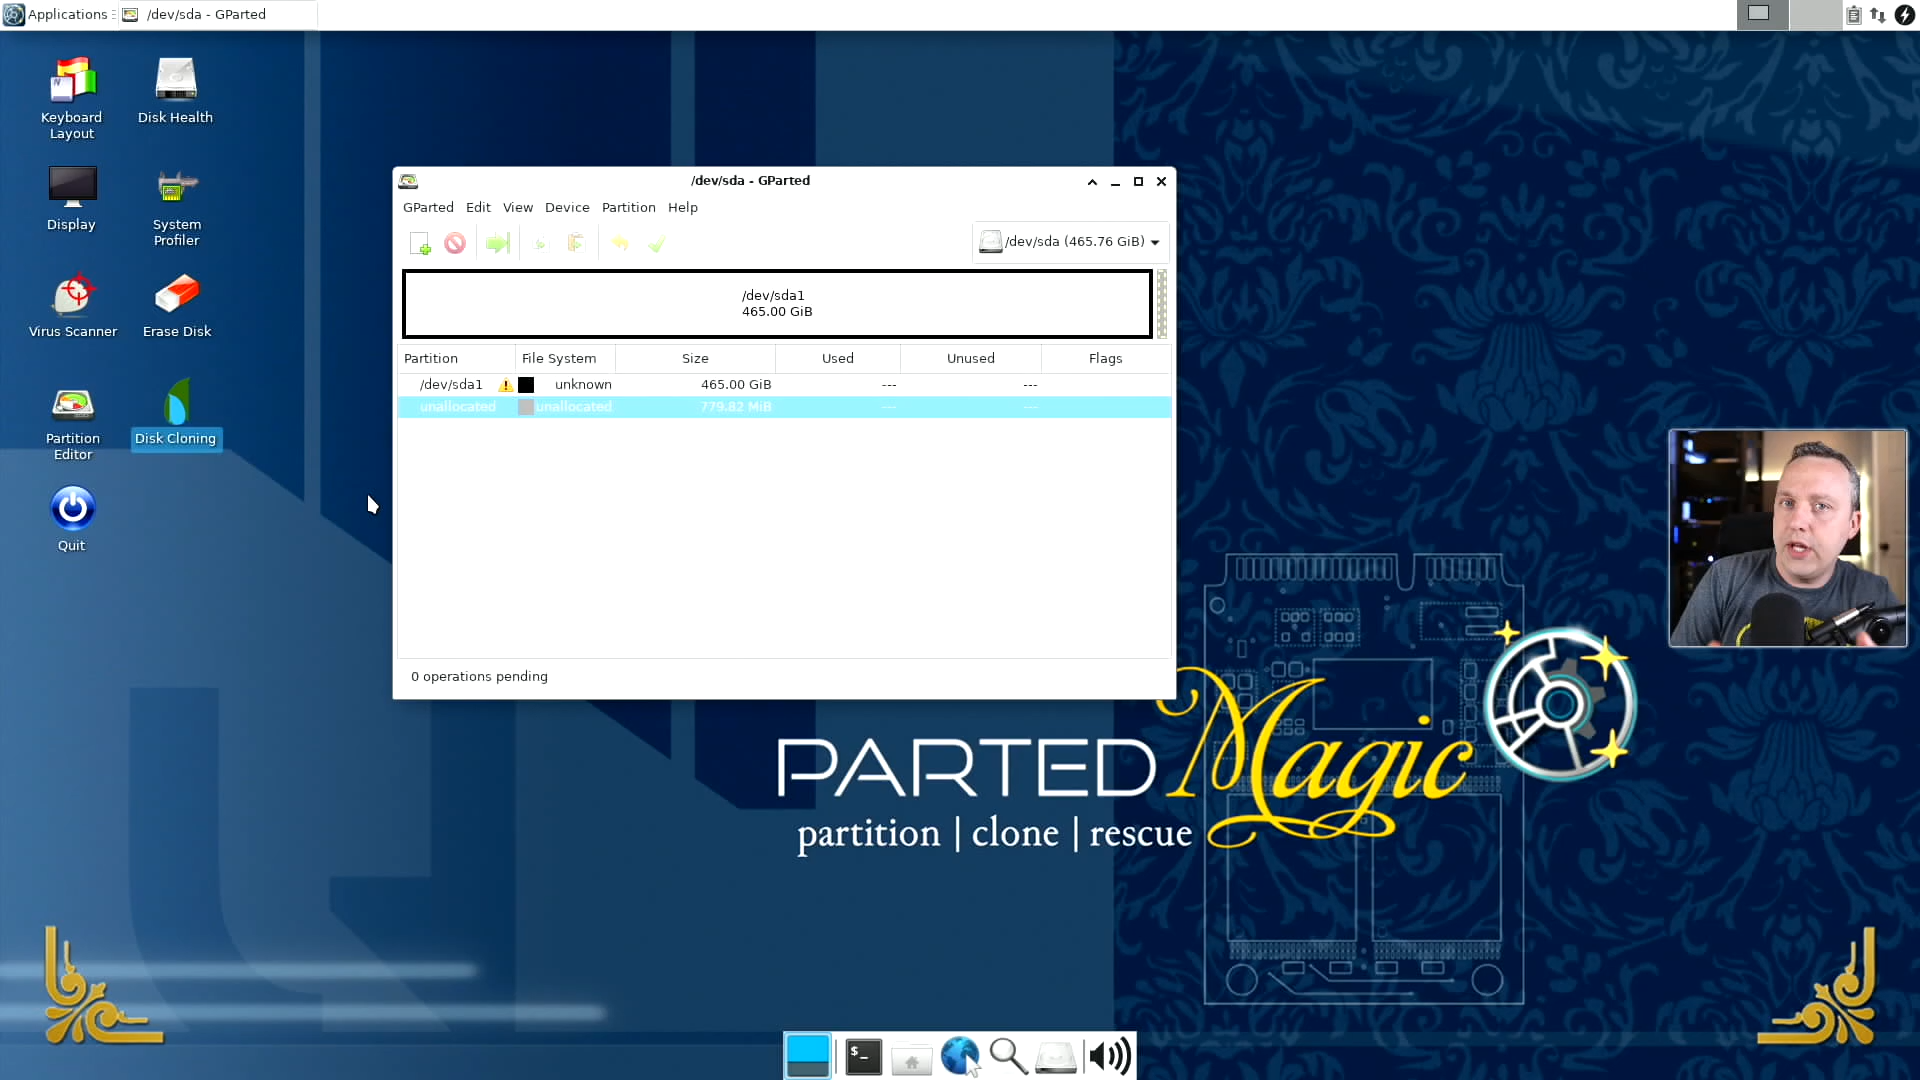 Applications
/dev/sda - GParted
Keyboard
Layout
Disk Health
Display
System
Profiler
Virus Scanner
Erase Disk
Partition
Editor
Disk Cloning
Quit
/dev/sda - GParted
GParted Edit View Device Partition Help
/dev/sda (465.76 GiB)
/dev/sda1
465.00 GiB
Partition File System Size Used Unused Flags
/dev/sda1 unknown 465.00 GiB --- ---
unallocated unallocated 779.82 MiB --- ---
0 operations pending
PARTED Magic
partition | clone | rescue
$_